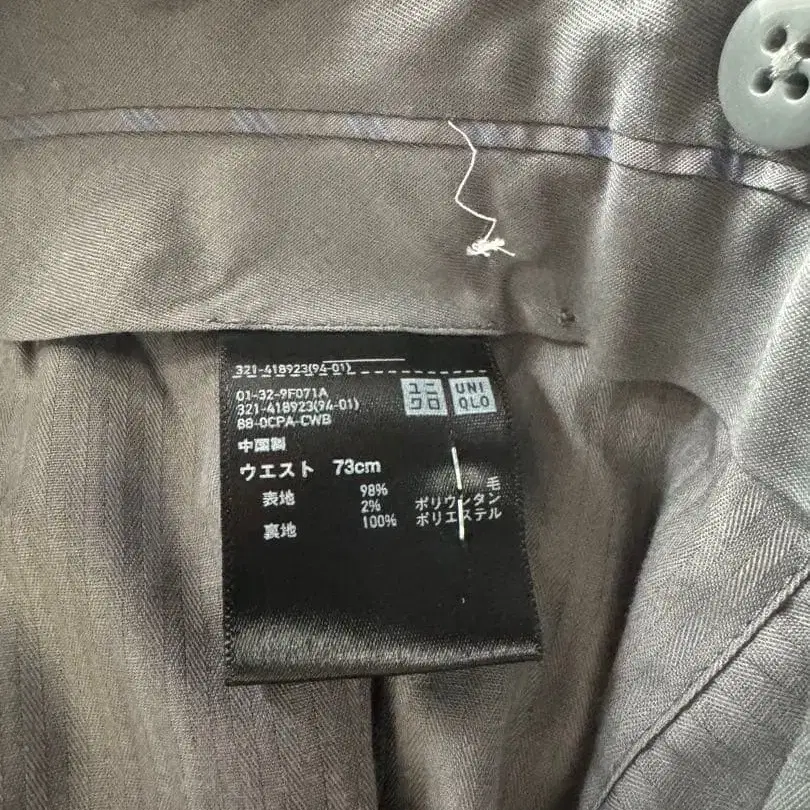 321-418923(94-01)
01-32-9F071A
321-418923(94-01)
88-0CPA-CWB
ユニクロ
UNIQLO
中国製
ウエスト 73cm
表地 98% 毛
2% ポリウレタン
裏地 100% ポリエステル